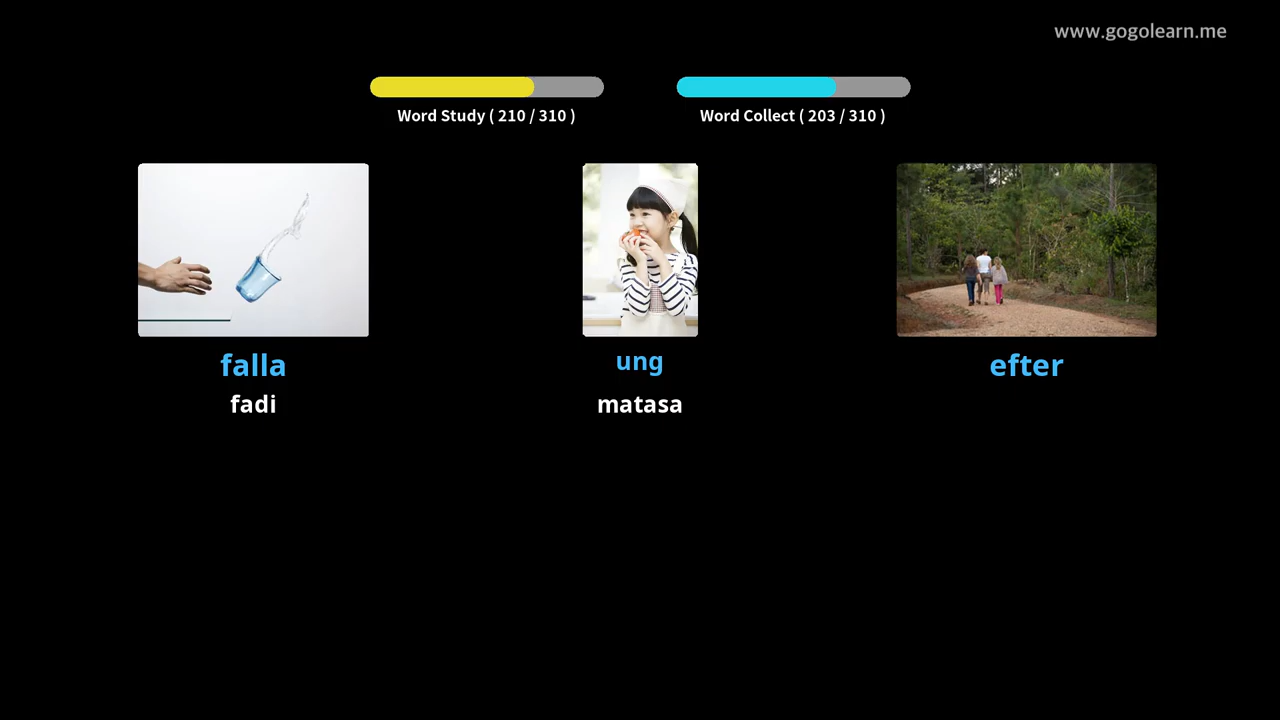 www.gogolearn.me
Word Study ( 210 / 310 )
Word Collect ( 203 / 310 )
falla
fadi
ung
matasa
efter